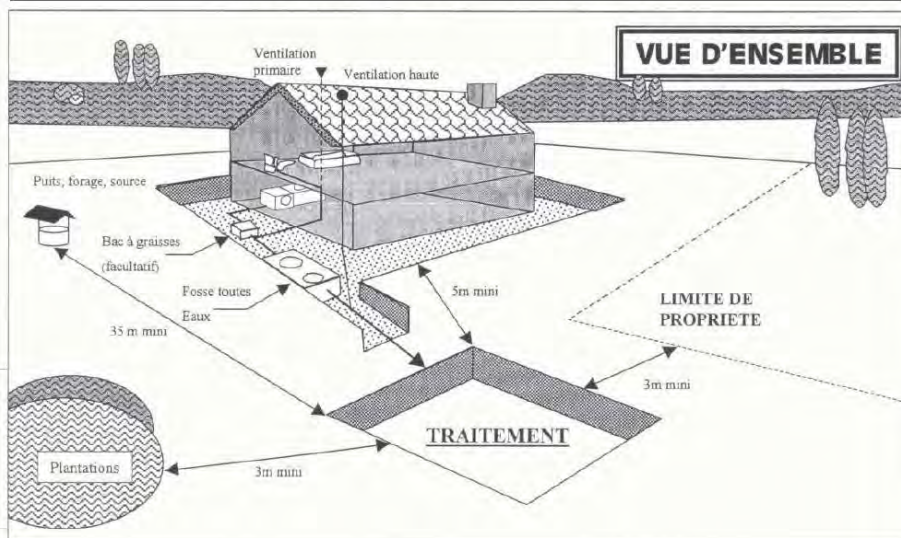 VUE D'ENSEMBLE
Ventilation
primaire
Ventilation haute
Puits, forage, source
Bac à graisses
(facultatif)
Fosse toutes
Eaux
5m mini
LIMITE DE
PROPRIETE
35 m mini
3m mini
TRAITEMENT
Plantations
3m mini